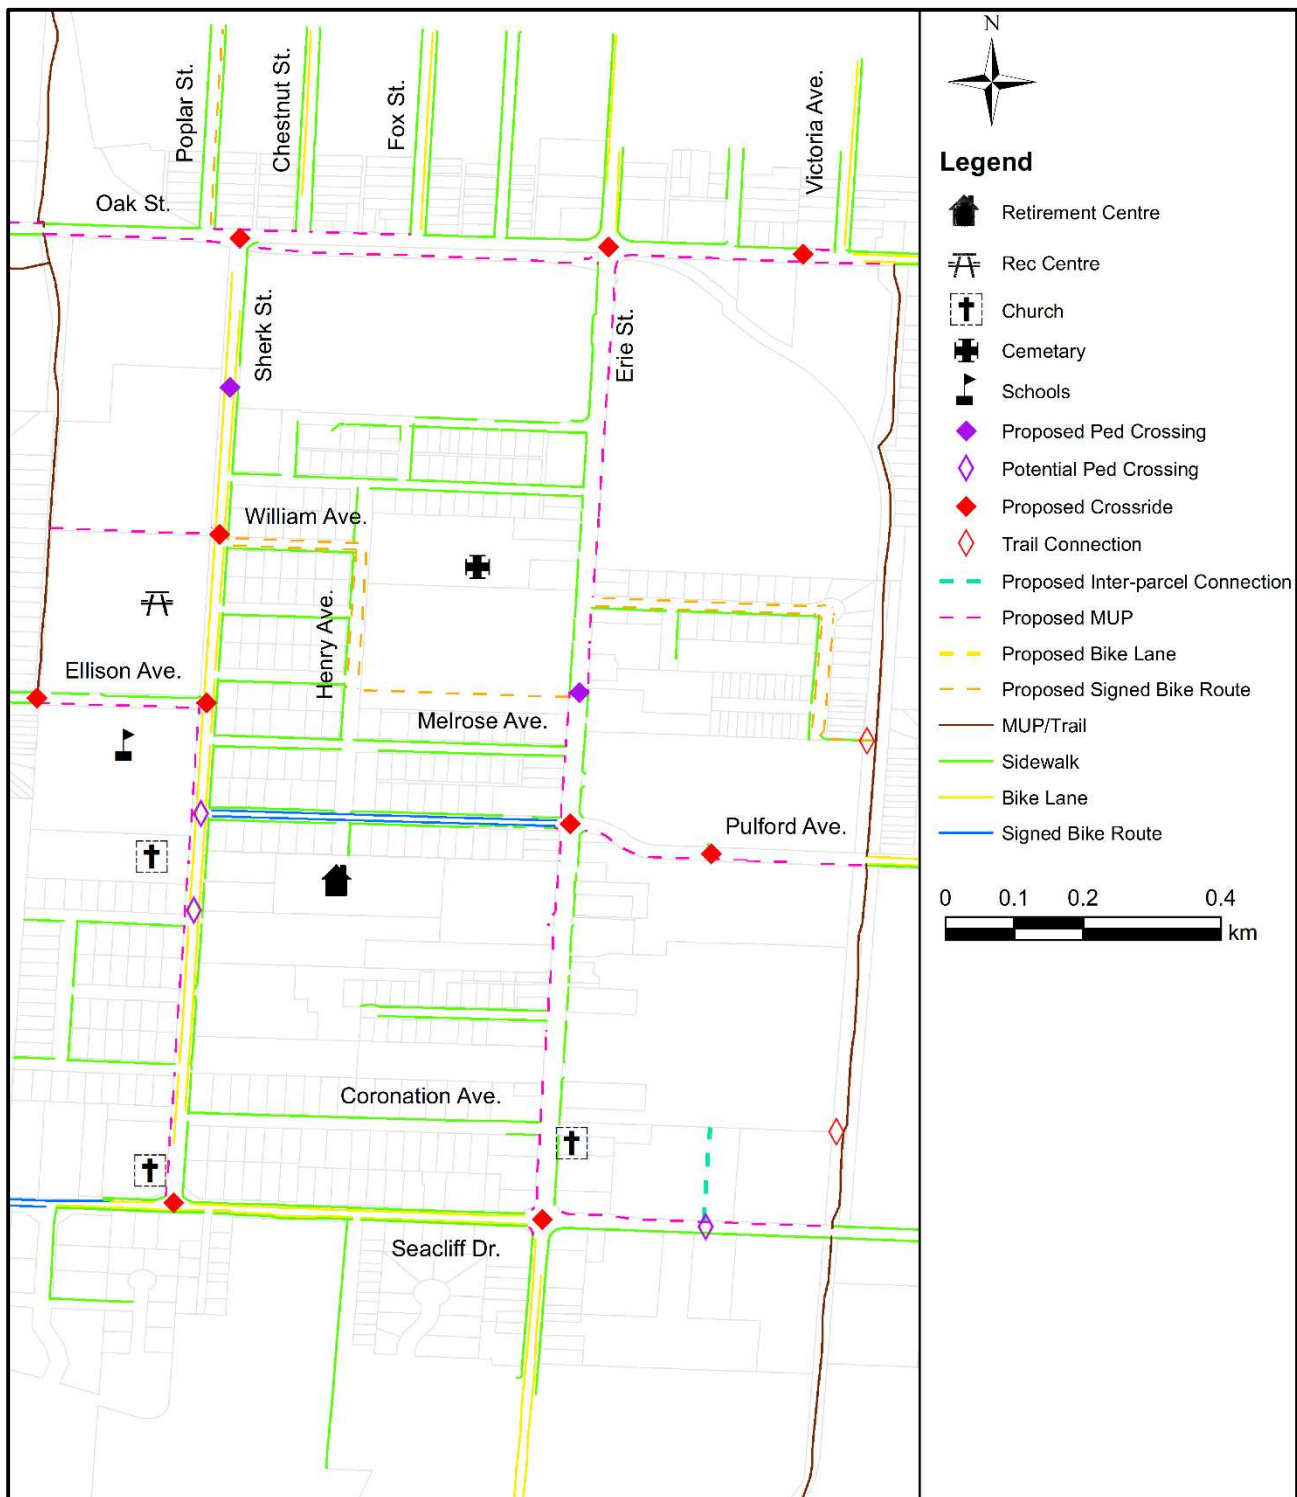 Poplar St.
Chestnut St.
Fox St.
Victoria Ave.
Oak St.
Sherk St.
Erie St.
William Ave.
Henry Ave.
Ellison Ave.
Melrose Ave.
Pulford Ave.
Coronation Ave.
Seacliff Dr.
N
Legend
Retirement Centre
Rec Centre
Church
Cemetary
Schools
Proposed Ped Crossing
Potential Ped Crossing
Proposed Crossride
Trail Connection
Proposed Inter-parcel Connection
Proposed MUP
Proposed Bike Lane
Proposed Signed Bike Route
MUP/Trail
Sidewalk
Bike Lane
Signed Bike Route
0 0.1 0.2 0.4
km